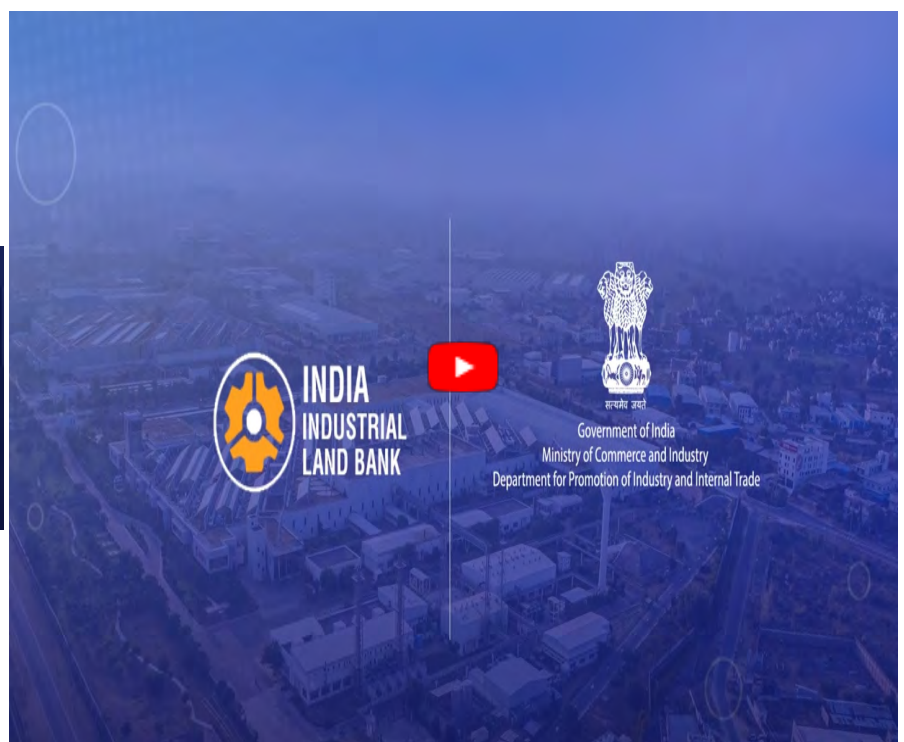 INDIA
INDUSTRIAL
LAND BANK
सत्यमेव जयते
Government of India
Ministry of Commerce and Industry
Department for Promotion of Industry and Internal Trade